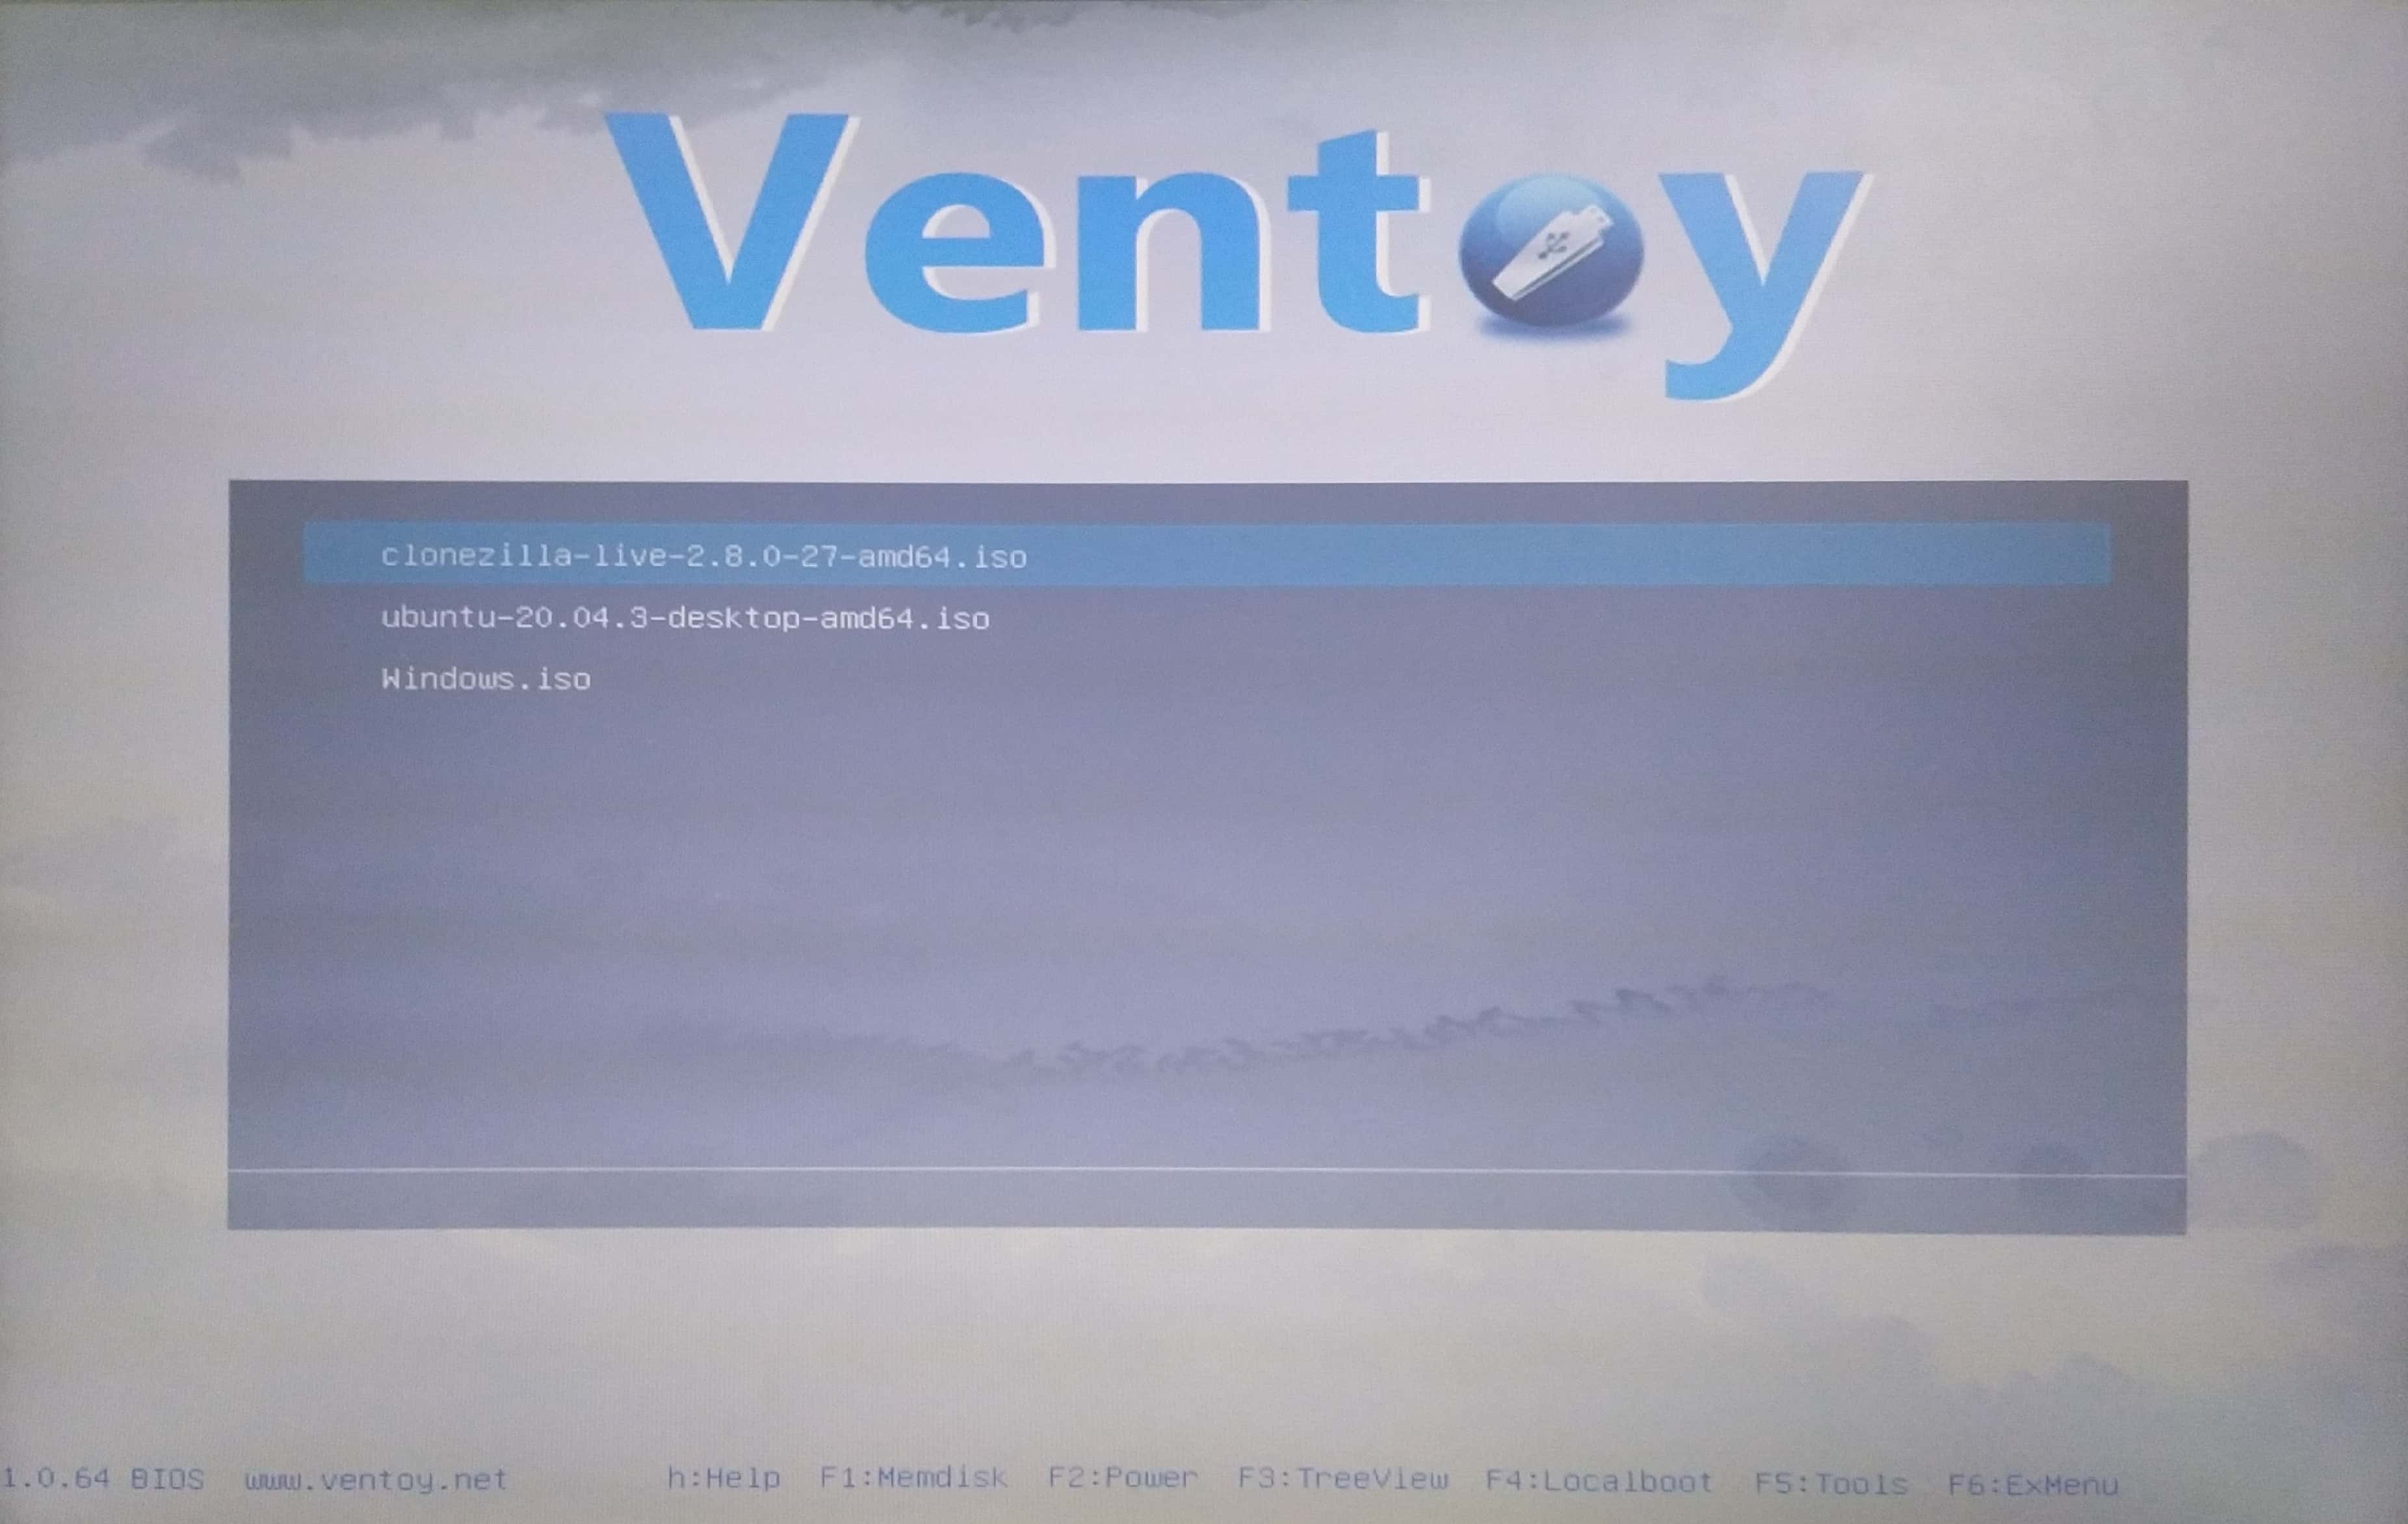 Ventoy
clonezilla-live-2.8.0-27-amd64.iso
ubuntu-20.04.3-desktop-amd64.iso
Windows.iso
1.0.64 BIOS www.ventoy.net h:Help F1:Memdisk F2:Power F3:TreeView F4:Localboot F5:Tools F6:ExMenu